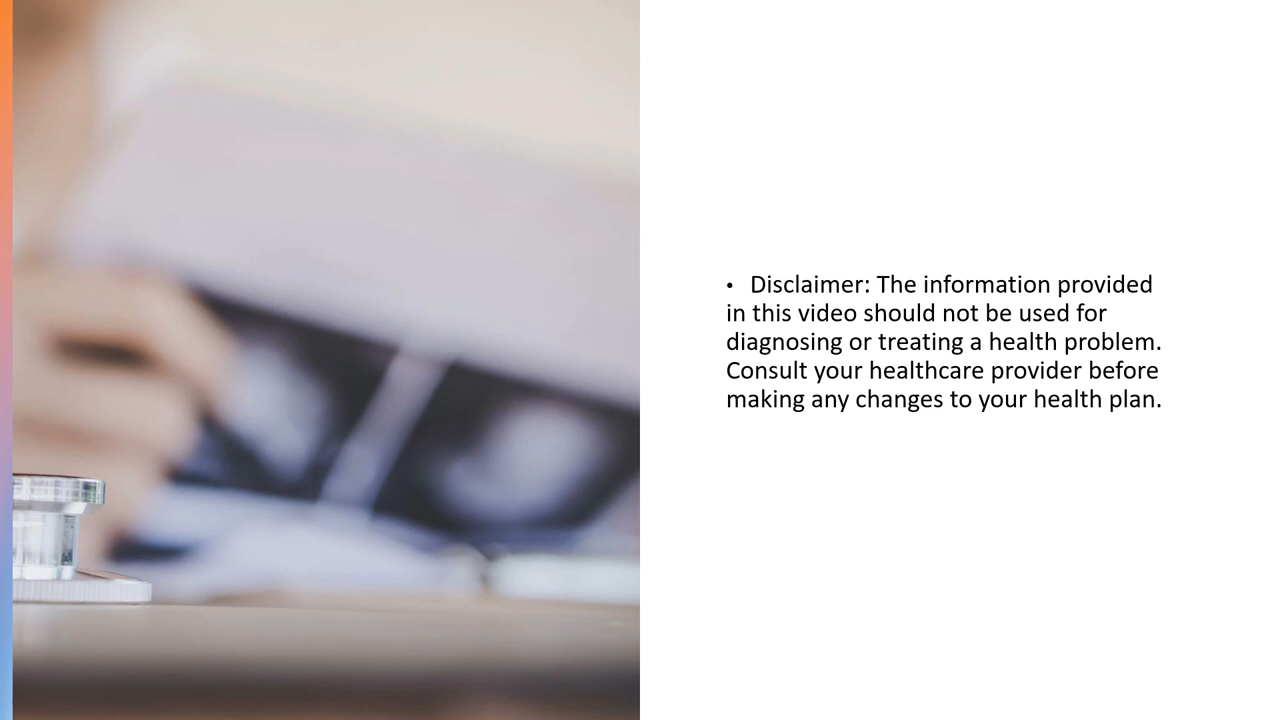 • Disclaimer: The information provided
in this video should not be used for
diagnosing or treating a health problem.
Consult your healthcare provider before
making any changes to your health plan.